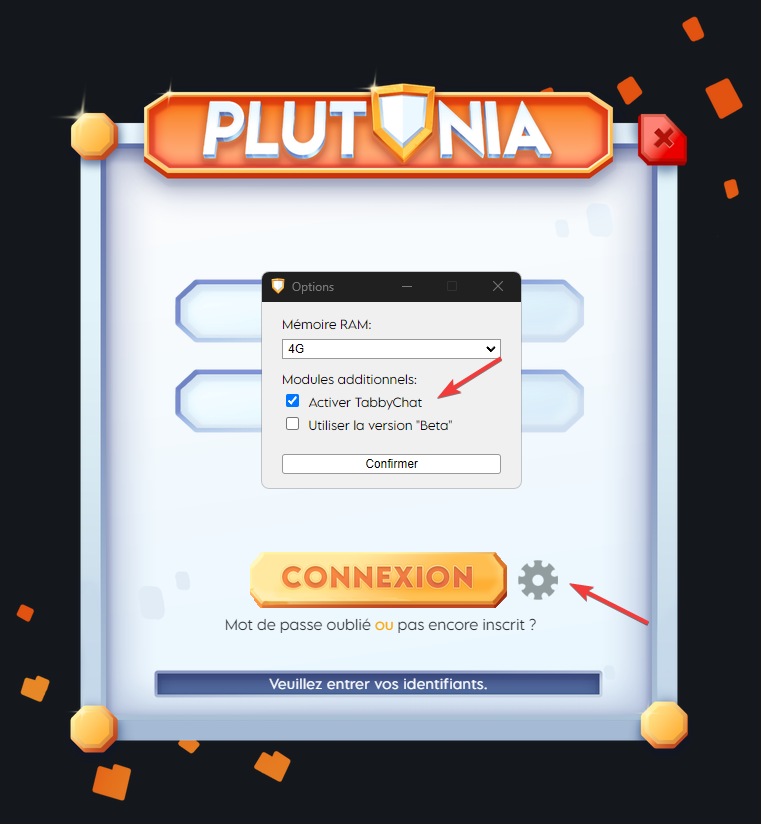 PLUTONIA
Options
Mémoire RAM:
4G
Modules additionnels:
Activer TabbyChat
Utiliser la version "Beta"
Confirmer
CONNEXION
Mot de passe oublié ou pas encore inscrit ?
Veuillez entrer vos identifiants.